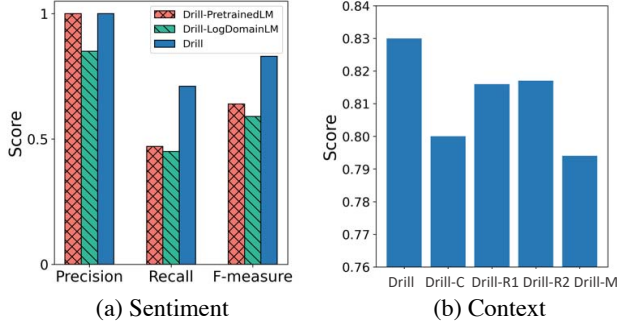 1
0.5
0
Score
Drill-PretrainedLM
Drill-LogDomainLM
Drill
Precision Recall F-measure
(a) Sentiment
0.84
0.83
0.82
0.81
0.80
0.79
0.78
0.77
0.76
Score
Drill Drill-C Drill-R1 Drill-R2 Drill-M
(b) Context